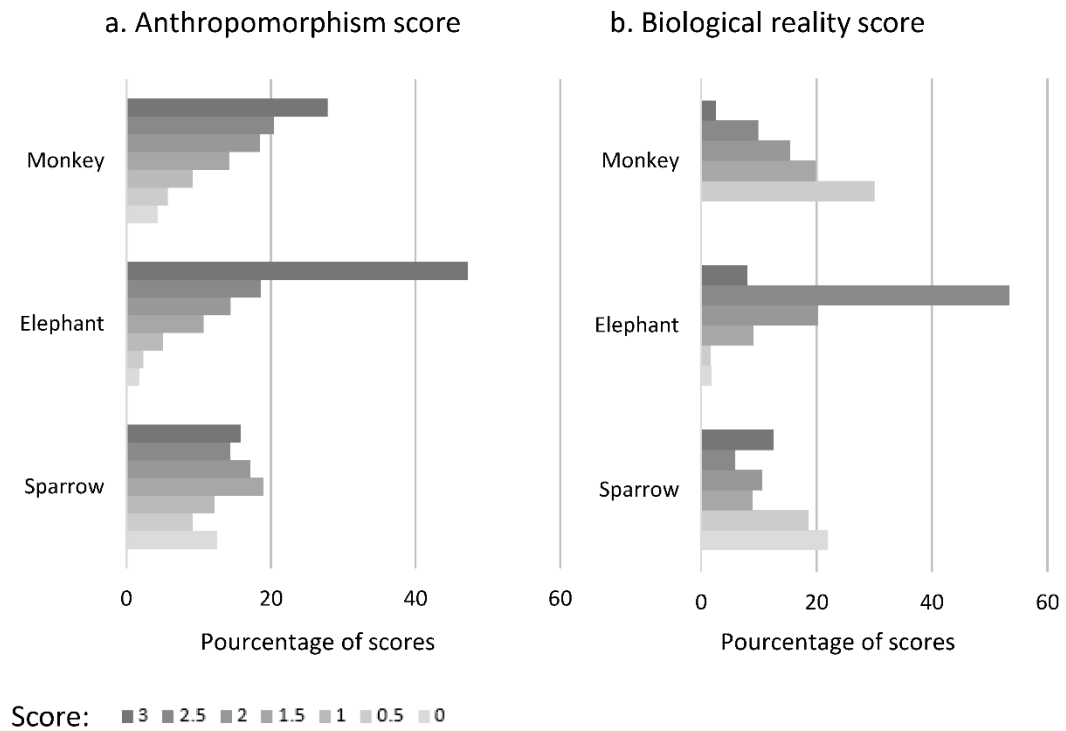 a. Anthropomorphism score
b. Biological reality score
Monkey
Elephant
Sparrow
0 20 40 60
Pourcentage of scores
Monkey
Elephant
Sparrow
0 20 40 60
Pourcentage of scores
Score: 3 2.5 2 1.5 1 0.5 0